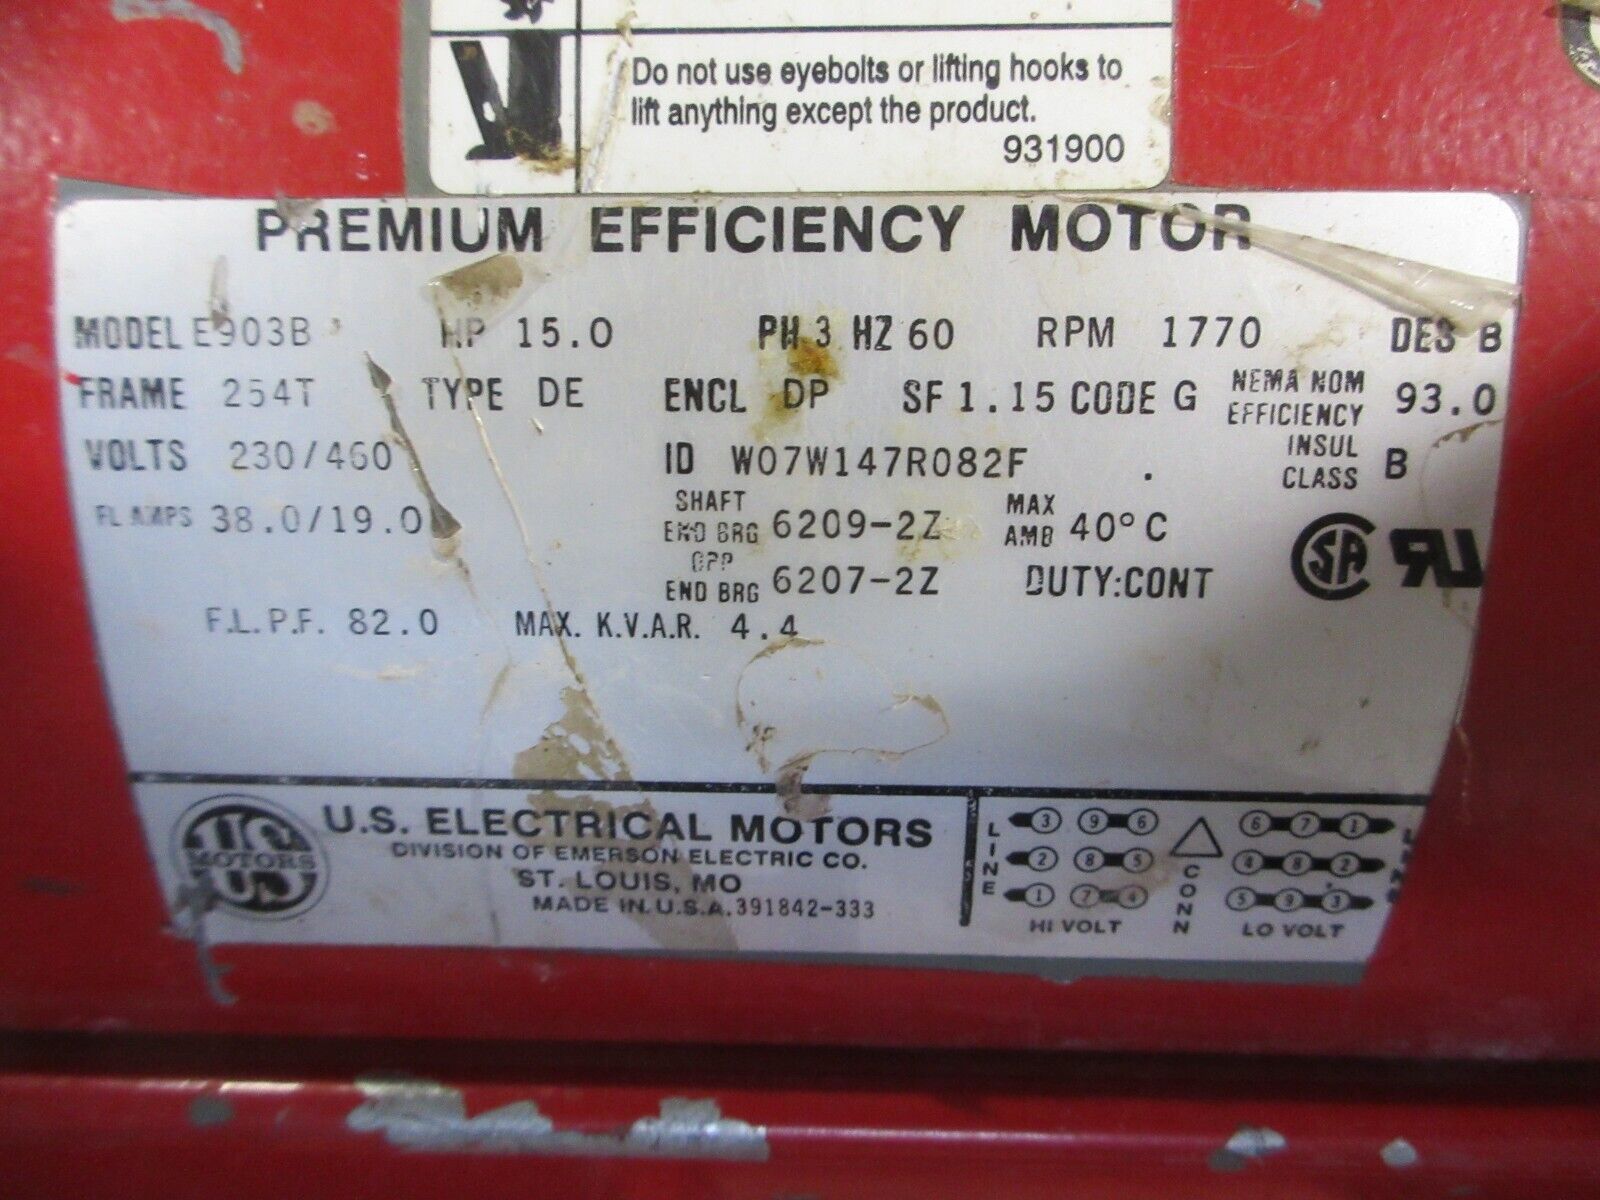 Do not use eyebolts or lifting hooks to
lift anything except the product.
931900
PREMIUM EFFICIENCY MOTOR
MODEL E903B HP 15.0 PH 3 HZ 60 RPM 1770 DES B
FRAME 254T TYPE DE ENCL DP SF 1.15 CODE G NEMA NOM EFFICIENCY 93.0
VOLTS 230/460 ID W07W147R082F . INSUL CLASS B
FL AMPS 38.0/19.0 SHAFT END BRG 6209-2Z MAX AMB 40°C
OPP END BRG 6207-2Z DUTY:CONT
F.L.P.F. 82.0 MAX. K.V.A.R. 4.4
SA
MOTORS
US
U.S. ELECTRICAL MOTORS
DIVISION OF EMERSON ELECTRIC CO.
ST. LOUIS, MO
MADE IN U.S.A. 391842-333
LINE
3 9 6
2 8 5
1 7 4
HI VOLT
CONN
6 7 1
4 8 2
5 9 3
LO VOLT
LINE